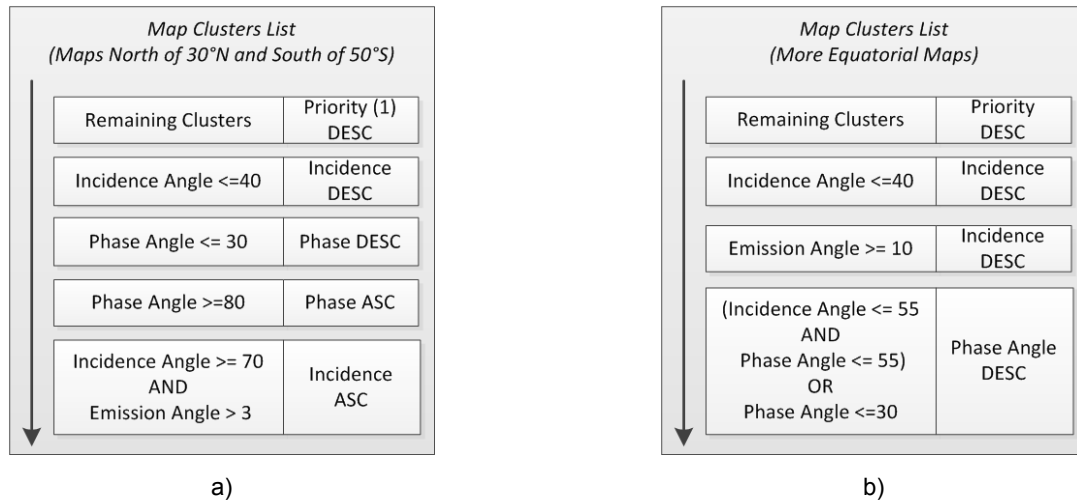 Map Clusters List
(Maps North of 30°N and South of 50°S)
Remaining Clusters
Priority (1)
DESC
Incidence Angle <=40
Incidence
DESC
Phase Angle <= 30
Phase DESC
Phase Angle >=80
Phase ASC
Incidence Angle >= 70
AND
Emission Angle > 3
Incidence
ASC
a)
Map Clusters List
(More Equatorial Maps)
Remaining Clusters
Priority
DESC
Incidence Angle <=40
Incidence
DESC
Emission Angle >= 10
Incidence
DESC
(Incidence Angle <= 55
AND
Phase Angle <= 55)
OR
Phase Angle <=30
Phase Angle
DESC
b)